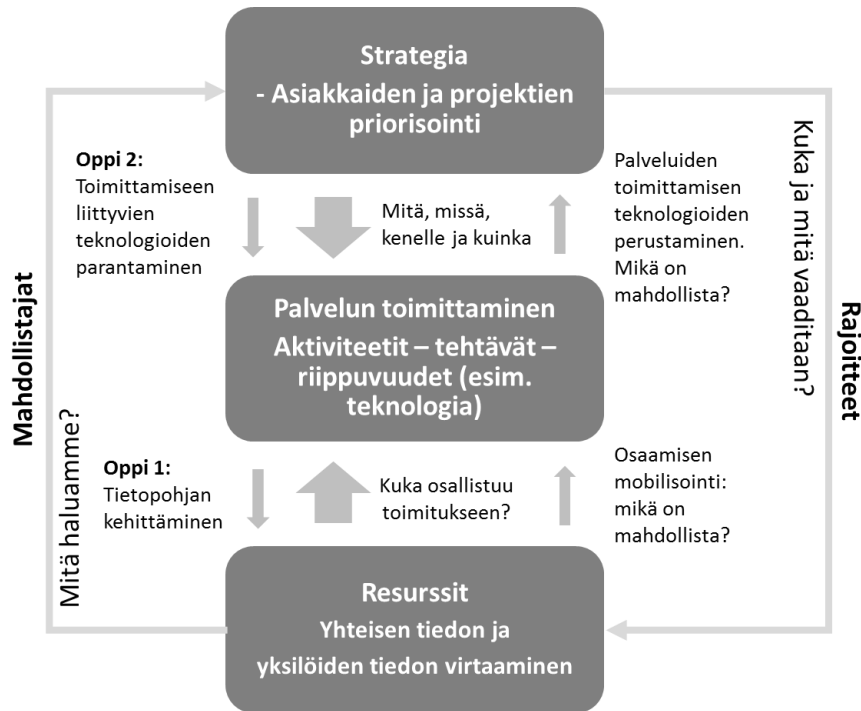 Strategia
- Asiakkaiden ja projektien
priorisointi
Oppi 2:
Toimittamiseen
liittyvien
teknologioiden
parantaminen
Mitä, missä,
kenelle ja kuinka
Palveluiden
toimittamisen
teknologioiden
perustaminen.
Mikä on
mahdollista?
Kuka ja mitä vaaditaan?
Rajoitteet
Mahdollistajat
Mitä haluamme?
Palvelun toimittaminen
Aktiviteetit – tehtävät –
riippuvuudet (esim.
teknologia)
Oppi 1:
Tietopohjan
kehittäminen
Kuka osallistuu
toimitukseen?
Osaamisen
mobilisointi:
mikä on
mahdollista?
Resurssit
Yhteisen tiedon ja
yksilöiden tiedon virtaaminen